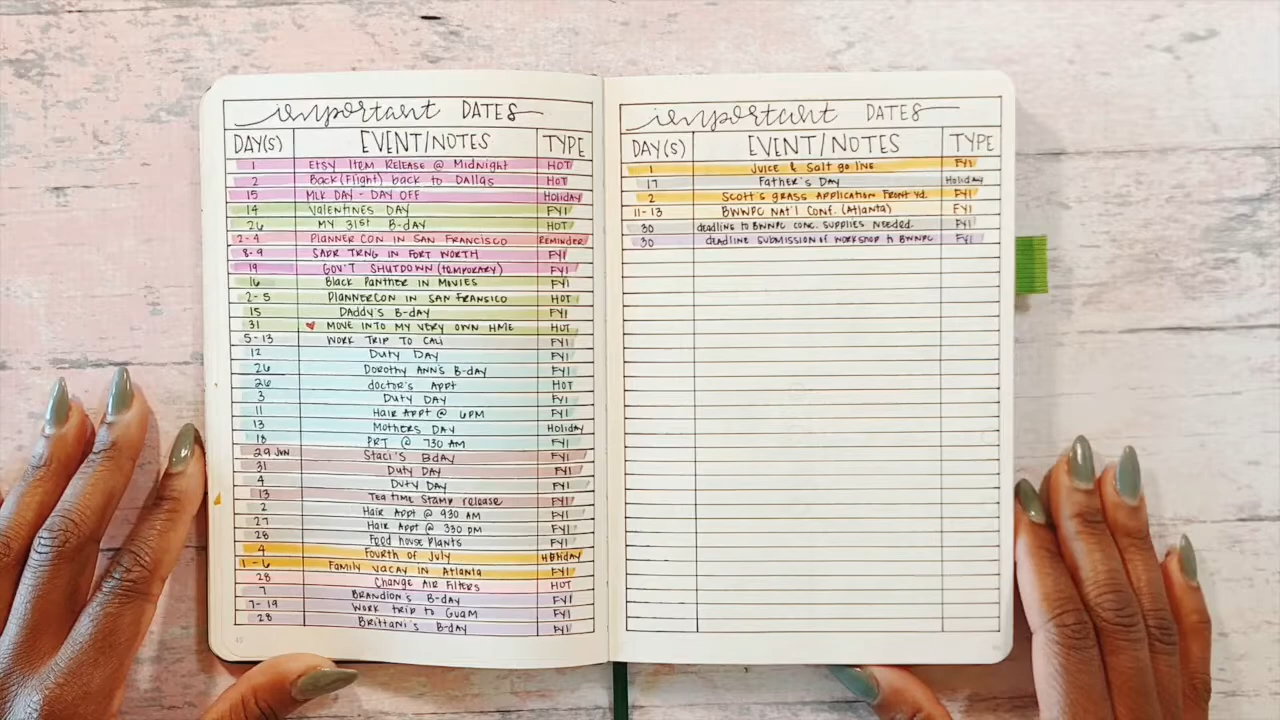 important DATES
DAY(S) EVENT/NOTES TYPE
1 Etsy Item Release @ Midnight HOT
2 Back (Flight) back to Dallas HOT
15 MLK DAY - DAY OFF Holiday
14 Valentines DAY FYI
26 MY 31st B-day HOT
2-4 PLANNER CON IN SAN FRANCISCO REMINDER
8-9 SAPR TRNG IN FORT WORTH FYI
19 GOV'T SHUTDOWN (temporary) FYI
16 Black Panther in Movies FYI
2-5 PLANNERCON IN SAN FRANSICO HOT
15 DADDY's B-day FYI
31 MOVE INTO MY VERY OWN HME HOT
5-13 WORK TRIP TO CALI FYI
12 Duty Day FYI
26 Dorothy Ann's B-day FYI
26 doctor's Appt HOT
3 Duty DAY FYI
11 Hair Appt @ 6PM FYI
13 Mothers DAY Holiday
18 PRT @ 730 AM FYI
29 JUN Staci's Bday FYI
31 Duty DAY FYI
4 Duty DAY FYI
13 Tea time Stamp release FYI
2 Hair Appt @ 930 AM FYI
27 Hair Appt @ 330 PM FYI
28 Feed house plants FYI
4 Fourth of July Holiday
1-6 Family vacay in Atlanta FYI
28 Change AIR FILTERS HOT
7 Brandion's B-day FYI
7-19 Work trip to Guam FYI
28 Brittani's B-day FYI
important DATES
DAY(S) EVENT/NOTES TYPE
1 Juice & Salt go live FYI
17 Father's DAY Holiday
2 Scott's grass application Front yd. FYI
11-13 BWWPC NAT'l Conf. (Atlanta) FYI
30 deadline to BWNPC conc. supplies needed. FYI
30 deadline submission of workshop to BWNPC FYI